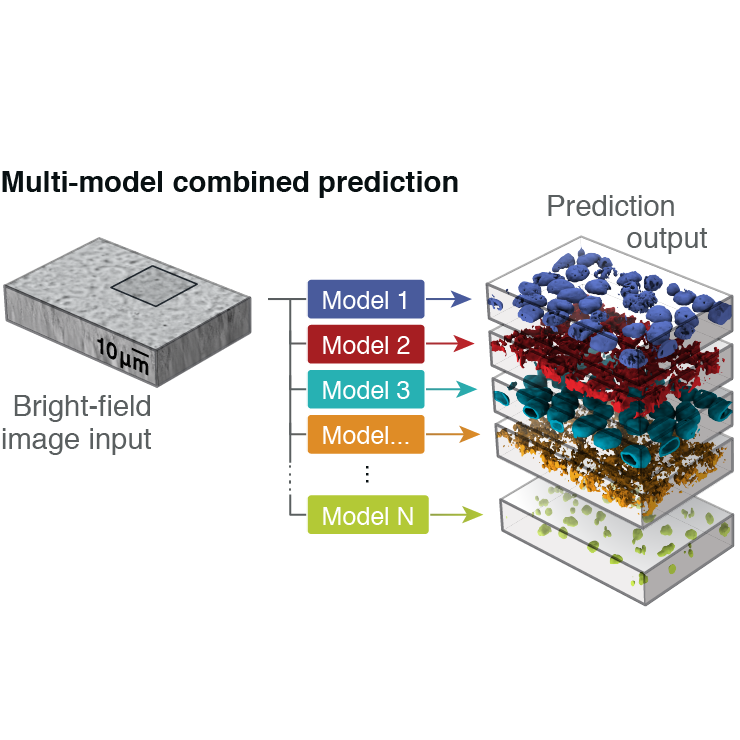 Multi-model combined prediction
Prediction
output
10 μm
Bright-field
image input
Model 1
Model 2
Model 3
Model...
Model N